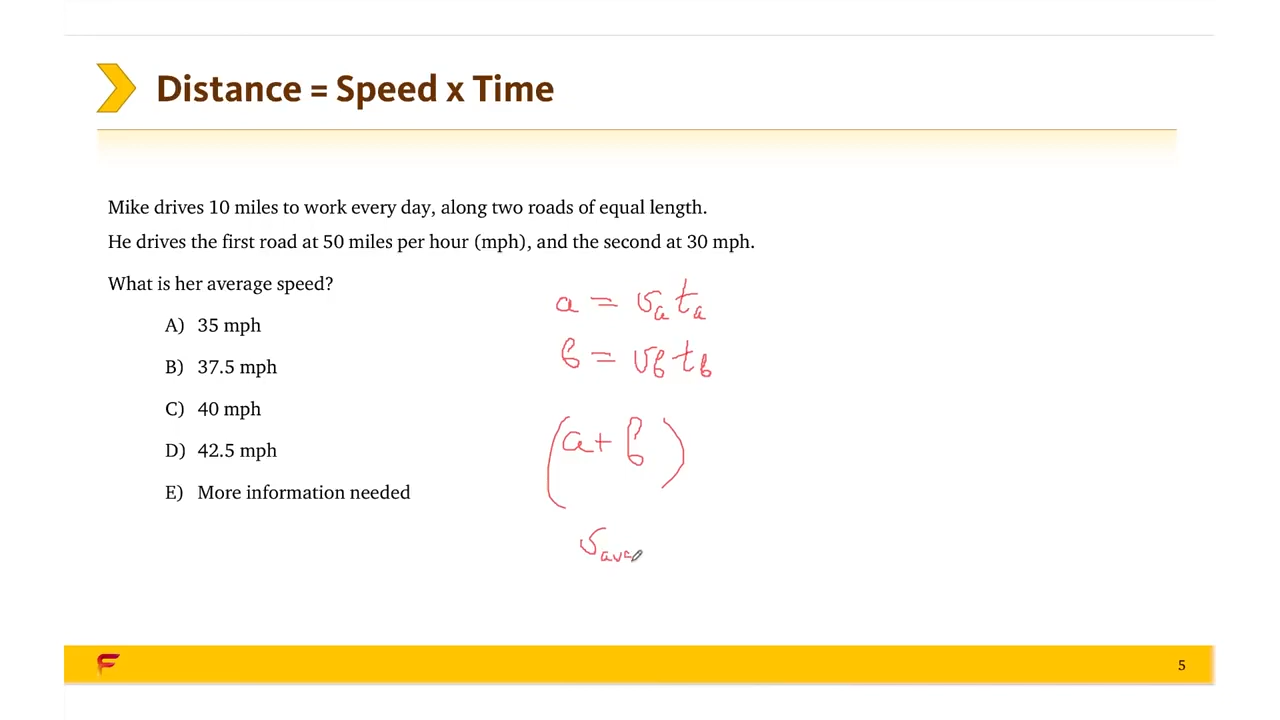 Distance = Speed x Time
Mike drives 10 miles to work every day, along two roads of equal length.
He drives the first road at 50 miles per hour (mph), and the second at 30 mph.
What is her average speed?
A) 35 mph
B) 37.5 mph
C) 40 mph
D) 42.5 mph
E) More information needed
a = v_a t_a
b = v_b t_b
(a + b)
v_ave
F
5